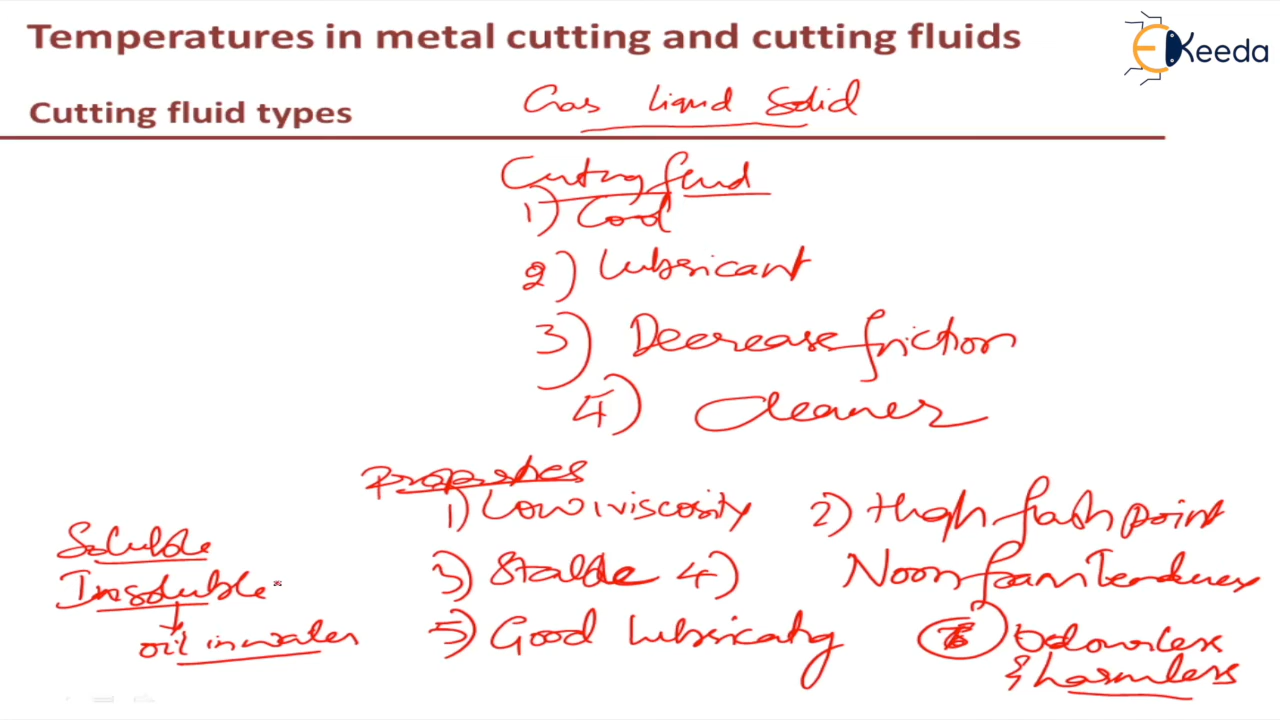 Temperatures in metal cutting and cutting fluids
EKeeda
Cutting fluid types
Gas Liquid Solid
Cutting fluid
1) Cool
2) Lubricant
3) Decrease friction
4) Cleaner
Properties
1) Low viscosity 2) High flash point
3) Stable 4) Non foam Tendency
5) Good lubricating 6) Odourless
& harmless
Soluble
Insoluble
oil in water